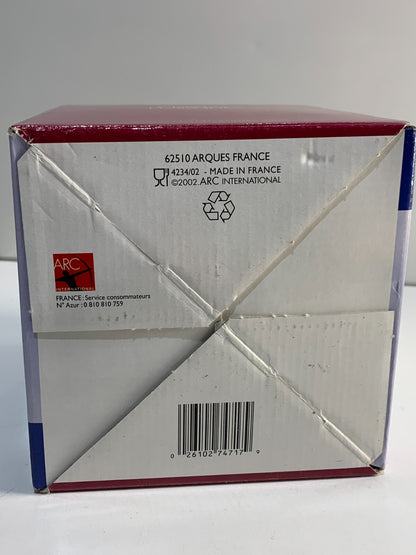 62510 ARQUES FRANCE
4234/02 - MADE IN FRANCE
©2002. ARC INTERNATIONAL
ARC
INTERNATIONAL
FRANCE : Service consommateurs
N° Azur : 0 810 810 759
0 26102 74717 9